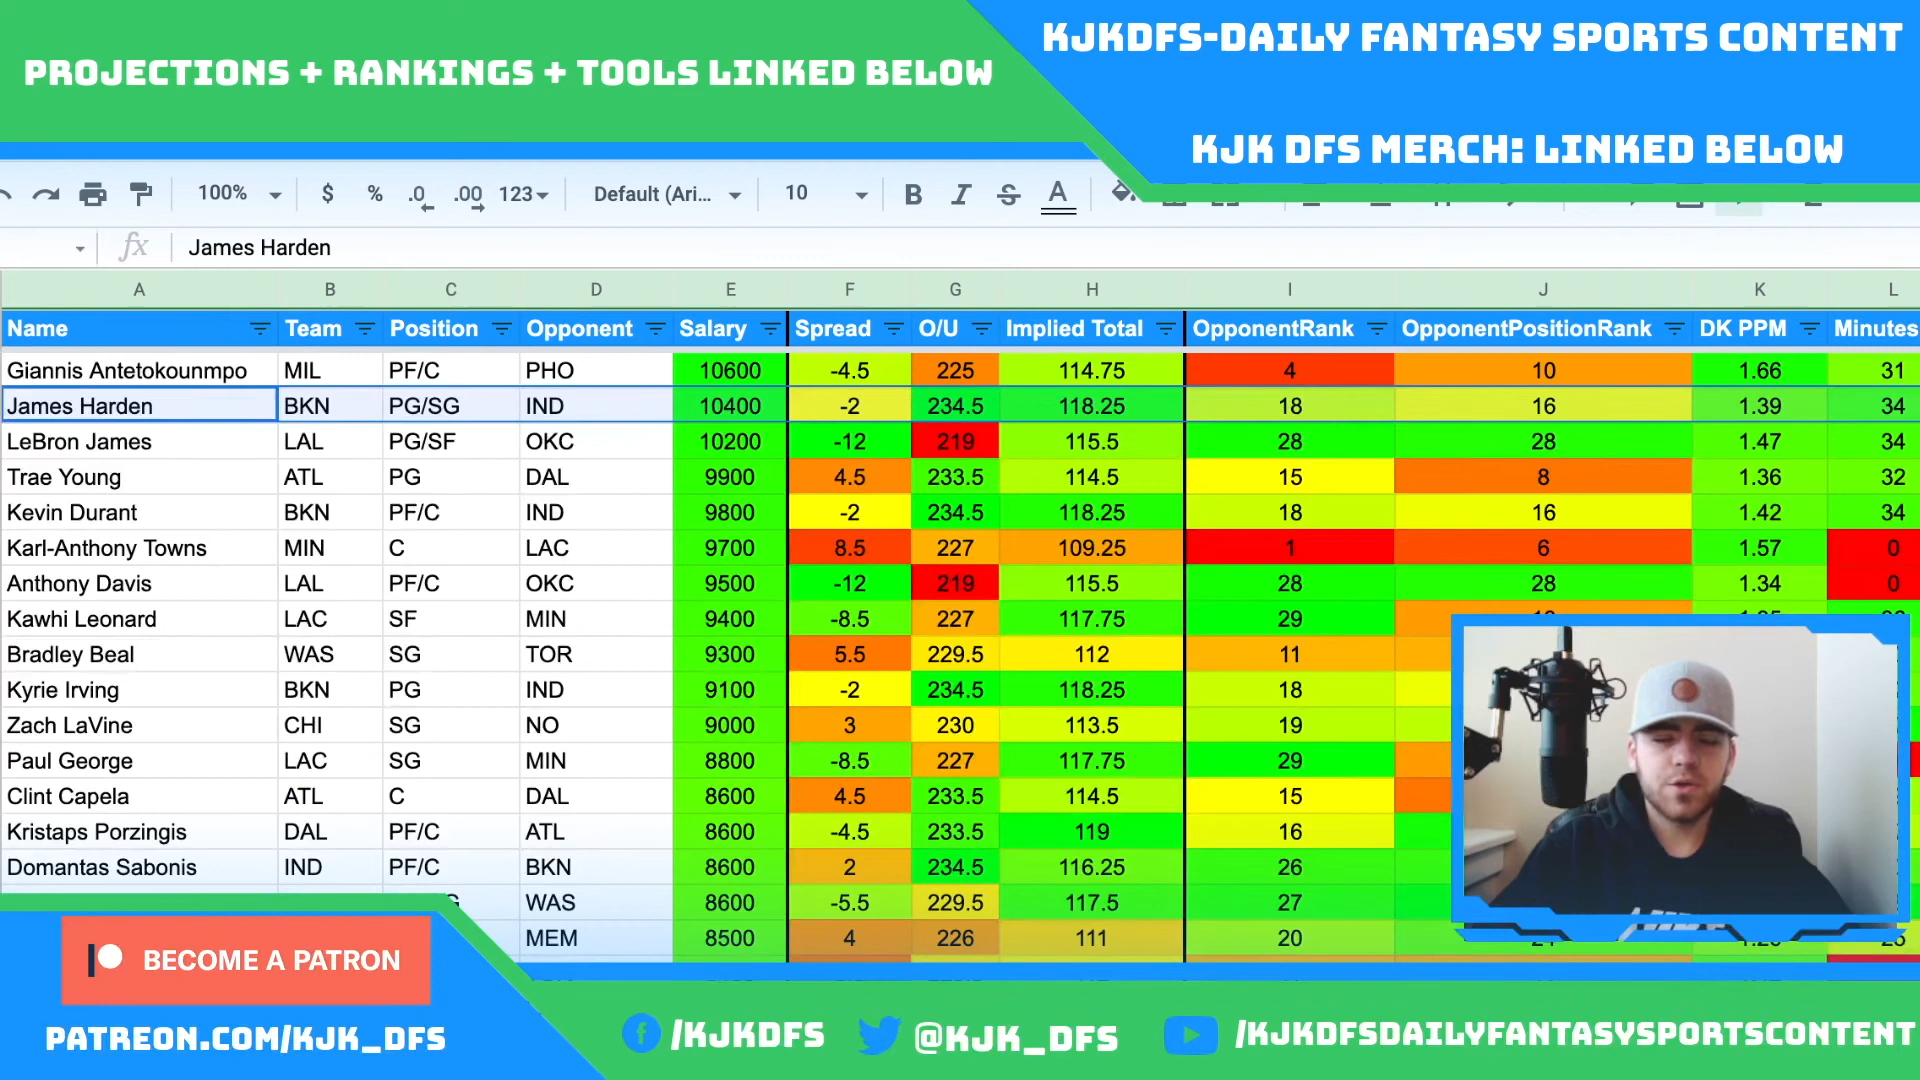 PROJECTIONS + RANKINGS + TOOLS LINKED BELOW
KJKDFS-DAILY FANTASY SPORTS CONTENT
KJK DFS MERCH: LINKED BELOW
100% $ % .0 .00 123 Default (Ari... 10 B I S A
fx James Harden
A B C D E F G H I J K L
Name Team Position Opponent Salary Spread O/U Implied Total OpponentRank OpponentPositionRank DK PPM Minutes
Giannis Antetokounmpo MIL PF/C PHO 10600 -4.5 225 114.75 4 10 1.66 31
James Harden BKN PG/SG IND 10400 -2 234.5 118.25 18 16 1.39 34
LeBron James LAL PG/SF OKC 10200 -12 219 115.5 28 28 1.47 34
Trae Young ATL PG DAL 9900 4.5 233.5 114.5 15 8 1.36 32
Kevin Durant BKN PF/C IND 9800 -2 234.5 118.25 18 16 1.42 34
Karl-Anthony Towns MIN C LAC 9700 8.5 227 109.25 1 6 1.57 0
Anthony Davis LAL PF/C OKC 9500 -12 219 115.5 28 28 1.34 0
Kawhi Leonard LAC SF MIN 9400 -8.5 227 117.75 29
Bradley Beal WAS SG TOR 9300 5.5 229.5 112 11
Kyrie Irving BKN PG IND 9100 -2 234.5 118.25 18
Zach LaVine CHI SG NO 9000 3 230 113.5 19
Paul George LAC SG MIN 8800 -8.5 227 117.75 29
Clint Capela ATL C DAL 8600 4.5 233.5 114.5 15
Kristaps Porzingis DAL PF/C ATL 8600 -4.5 233.5 119 16
Domantas Sabonis IND PF/C BKN 8600 2 234.5 116.25 26
WAS 8600 -5.5 229.5 117.5 27
MEM 8500 4 226 111 20
BECOME A PATRON
PATREON.COM/KJK_DFS
/KJKDFS
@KJK_DFS
/KJKDFSDAILYFANTASYSPORTSCONTENT